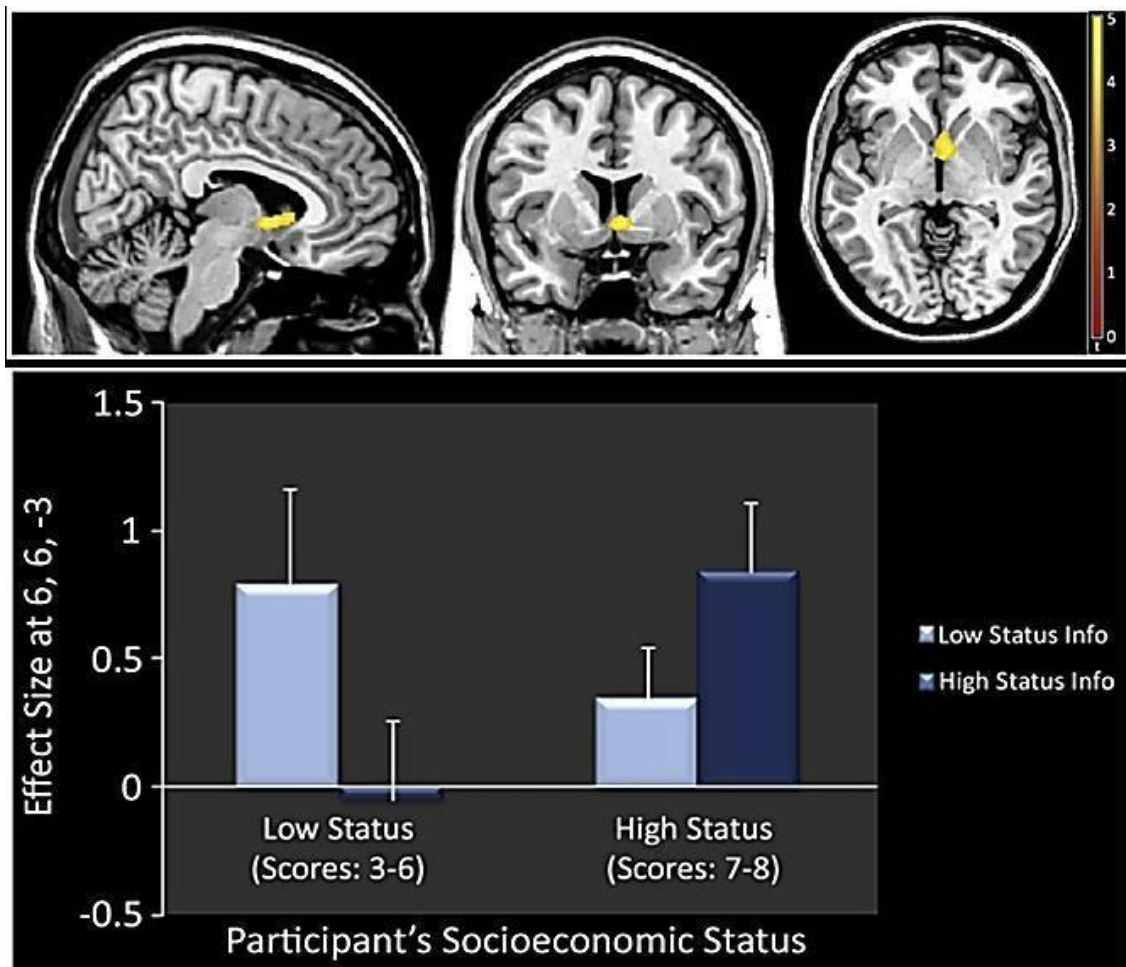 5
4
3
2
1
0
t
1.5
1
0.5
0
-0.5
Effect Size at 6, 6, -3
Low Status
(Scores: 3-6)
High Status
(Scores: 7-8)
Low Status Info
High Status Info
Participant's Socioeconomic Status